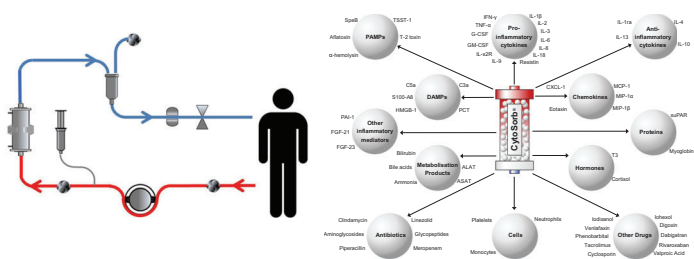 SpeB
TSST-1
PAMPs
Aflatoxin
T-2 toxin
α-hemolysin
IFN-γ
IL-1β
TNF-α
IL-2
Pro-
inflammatory
cytokines
G-CSF
IL-3
GM-CSF
IL-6
IL-8
IL-s2R
IL-18
IL-9
Resistin
IL-1ra
IL-4
Anti-
inflammatory
cytokines
IL-13
IL-10
C5a
C3a
DAMPs
S100-A8
HMGB-1
PCT
CXCL-1
MCP-1
Chemokines
MIP-1α
Eotaxin
MIP-1β
PAI-1
Other
inflammatory
mediators
FGF-21
FGF-23
CytoSorb®
suPAR
Proteins
Myoglobin
Bilirubin
Bile acids
Metabolisation
Products
ALAT
Ammonia
ASAT
T3
Hormones
Cortisol
Clindamycin
Linezolid
Aminoglycosides
Antibiotics
Glycopeptides
Piperacillin
Meropenem
Platelets
Neutrophils
Cells
Monocytes
Iodixanol
Iohexol
Venlafaxin
Digoxin
Phenobarbital
Other Drugs
Dabigatran
Tacrolimus
Rivaroxaban
Cyclosporin
Valproic Acid